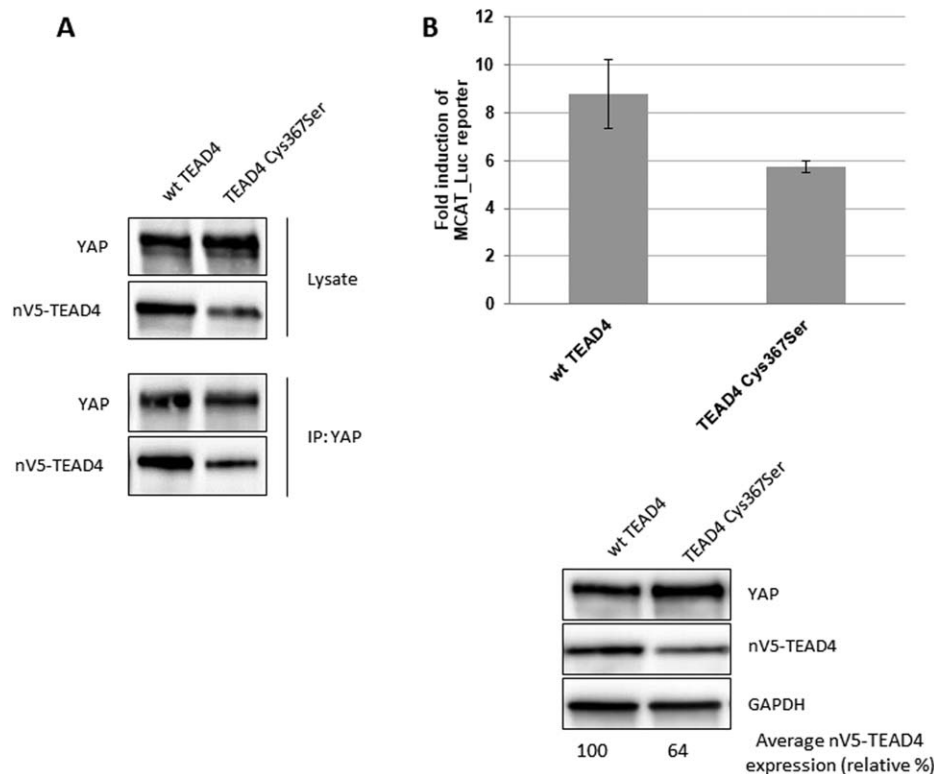 A
wt TEAD4
TEAD4 Cys367Ser
YAP
nV5-TEAD4
Lysate
YAP
nV5-TEAD4
IP: YAP
B
Fold induction of
MCAT_Luc reporter
12
10
8
6
4
2
0
wt TEAD4
TEAD4 Cys367Ser
wt TEAD4
TEAD4 Cys367Ser
YAP
nV5-TEAD4
GAPDH
100
64
Average nV5-TEAD4
expression (relative %)